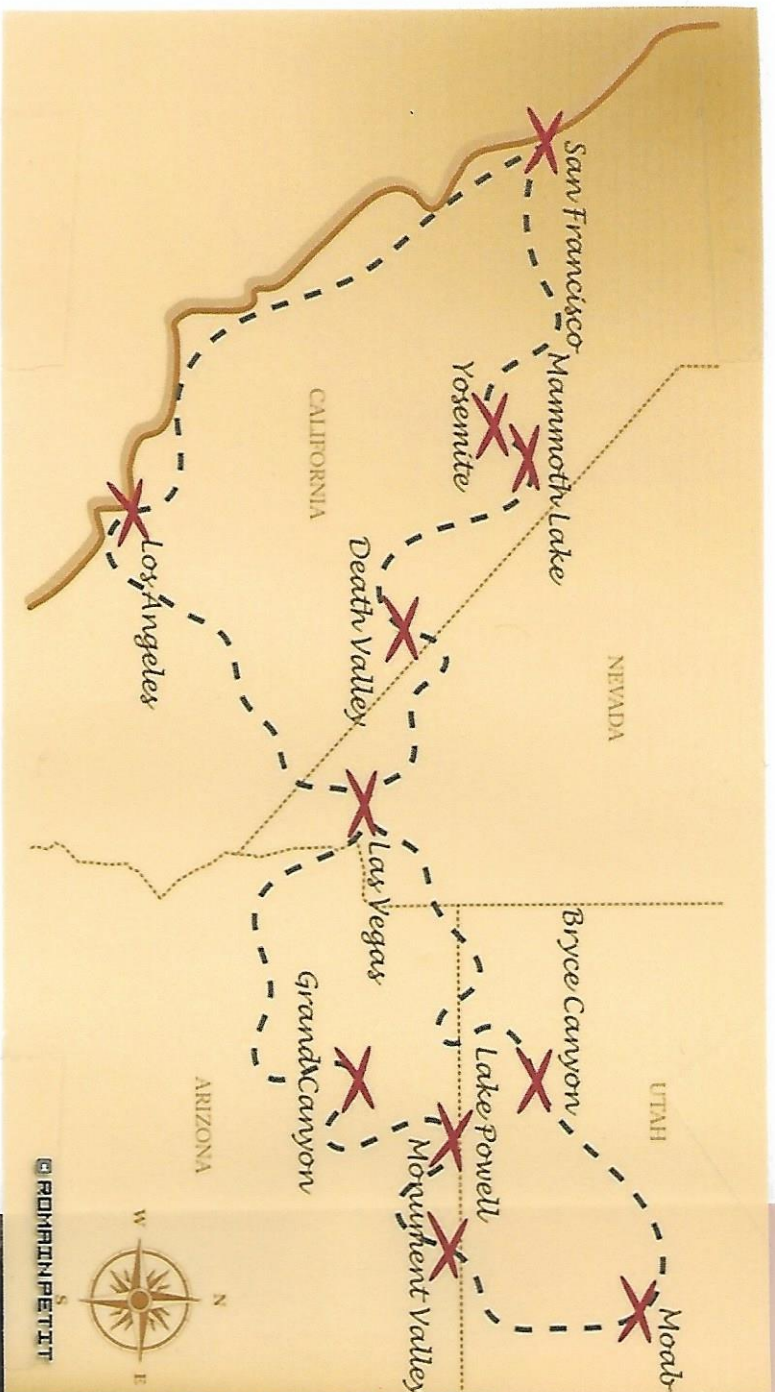 San Francisco
Mammoth Lake
Yosemite
CALIFORNIA
NEVADA
Death Valley
Los Angeles
Las Vegas
Bryce Canyon
UTAH
Grand Canyon
Lake Powell
ARIZONA
Monument Valley
Moab
N
W
E
S
© ROMAINPETIT